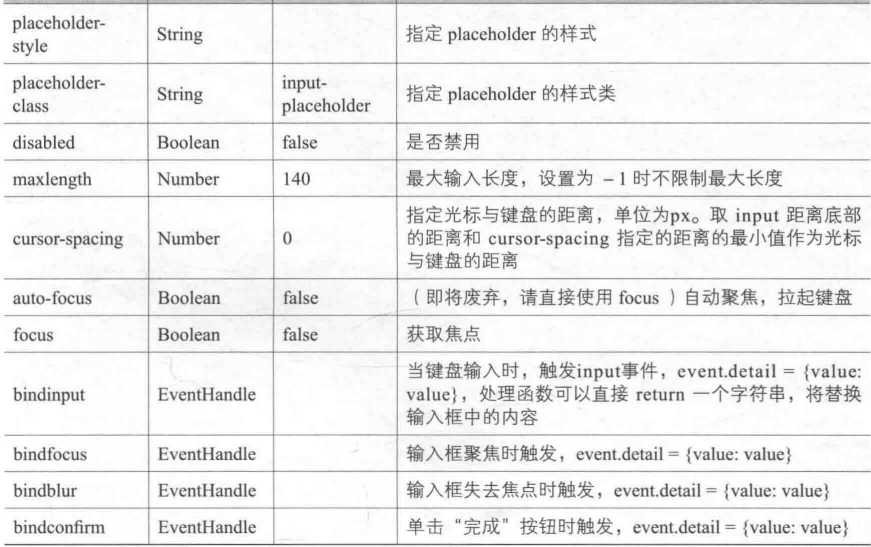 placeholder-style String 指定 placeholder 的样式
placeholder-class String input-placeholder 指定 placeholder 的样式类
disabled Boolean false 是否禁用
maxlength Number 140 最大输入长度，设置为 －1 时不限制最大长度
cursor-spacing Number 0 指定光标与键盘的距离，单位为px。取 input 距离底部
的距离和 cursor-spacing 指定的距离的最小值作为光标
与键盘的距离
auto-focus Boolean false （即将废弃，请直接使用 focus ）自动聚焦，拉起键盘
focus Boolean false 获取焦点
bindinput EventHandle 当键盘输入时，触发input事件，event.detail = {value:
value}，处理函数可以直接 return 一个字符串，将替换
输入框中的内容
bindfocus EventHandle 输入框聚焦时触发，event.detail = {value: value}
bindblur EventHandle 输入框失去焦点时触发，event.detail = {value: value}
bindconfirm EventHandle 单击“完成”按钮时触发，event.detail = {value: value}